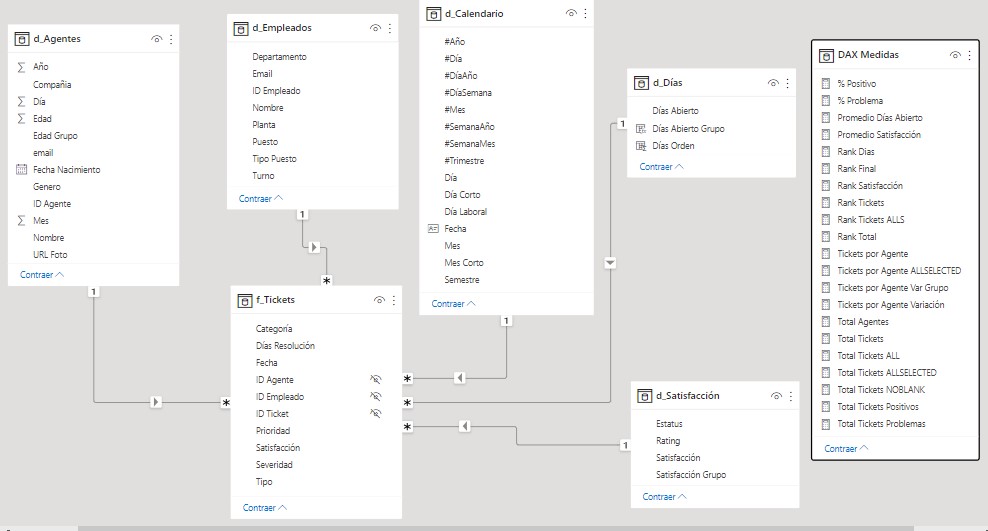 d_Agentes
Año
Compañia
Día
Edad
Edad Grupo
email
Fecha Nacimiento
Genero
ID Agente
Mes
Nombre
URL Foto
Contraer
d_Empleados
Departamento
Email
ID Empleado
Nombre
Planta
Puesto
Tipo Puesto
Turno
Contraer
d_Calendario
#Año
#Día
#DíaAño
#DíaSemana
#Mes
#SemanaAño
#SemanaMes
#Trimestre
Día
Día Corto
Día Laboral
Fecha
Mes
Mes Corto
Semestre
Contraer
d_Días
Días Abierto
Días Abierto Grupo
Días Orden
Contraer
DAX Medidas
% Positivo
% Problema
Promedio Días Abierto
Promedio Satisfacción
Rank Dias
Rank Final
Rank Satisfacción
Rank Tickets
Rank Tickets ALLS
Rank Total
Tickets por Agente
Tickets por Agente ALLSELECTED
Tickets por Agente Var Grupo
Tickets por Agente Variación
Total Agentes
Total Tickets
Total Tickets ALL
Total Tickets ALLSELECTED
Total Tickets NOBLANK
Total Tickets Positivos
Total Tickets Problemas
Contraer
f_Tickets
Categoría
Días Resolución
Fecha
ID Agente
ID Empleado
ID Ticket
Prioridad
Satisfacción
Severidad
Tipo
Contraer
d_Satisfacción
Estatus
Rating
Satisfacción
Satisfacción Grupo
Contraer
1
*
1
*
1
*
1
*
1
*